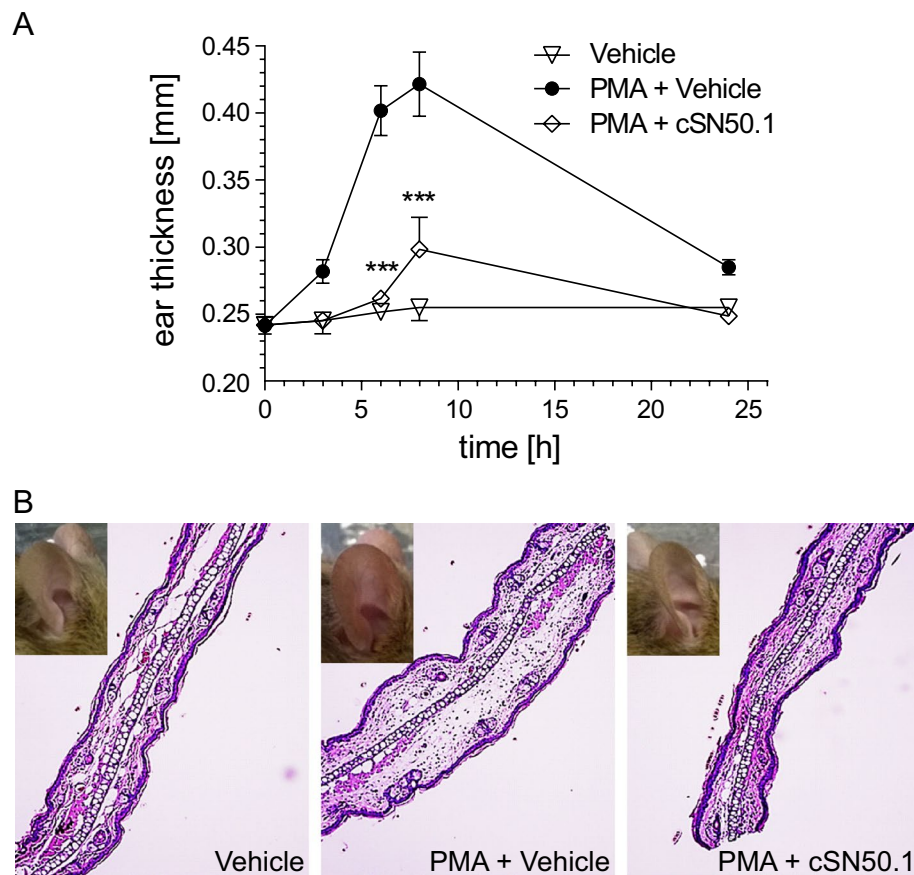 A
ear thickness [mm]
0.45
0.40
0.35
0.30
0.25
0.20
Vehicle
PMA + Vehicle
PMA + cSN50.1
***
***
0 5 10 15 20 25
time [h]
B
Vehicle
PMA + Vehicle
PMA + cSN50.1